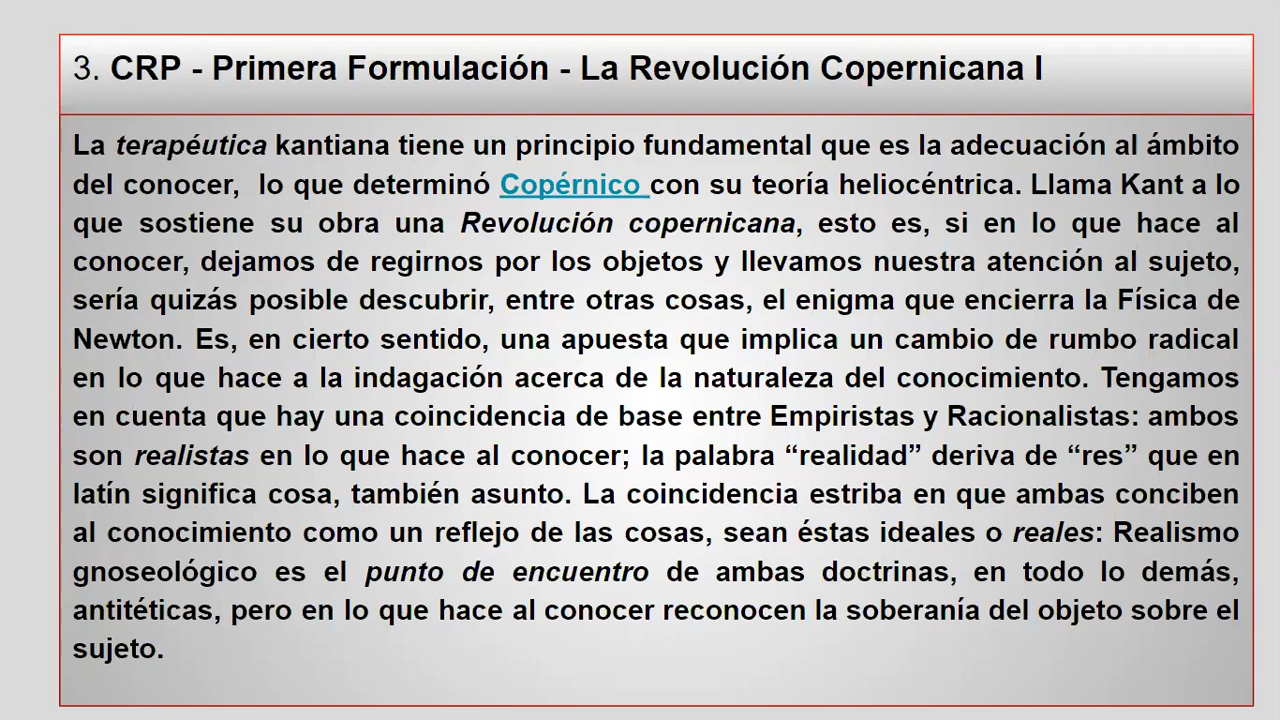 3. CRP - Primera Formulación - La Revolución Copernicana I
La terapéutica kantiana tiene un principio fundamental que es la adecuación al ámbito
del conocer, lo que determinó Copérnico con su teoría heliocéntrica. Llama Kant a lo
que sostiene su obra una Revolución copernicana, esto es, si en lo que hace al
conocer, dejamos de regirnos por los objetos y llevamos nuestra atención al sujeto,
sería quizás posible descubrir, entre otras cosas, el enigma que encierra la Física de
Newton. Es, en cierto sentido, una apuesta que implica un cambio de rumbo radical
en lo que hace a la indagación acerca de la naturaleza del conocimiento. Tengamos
en cuenta que hay una coincidencia de base entre Empiristas y Racionalistas: ambos
son realistas en lo que hace al conocer; la palabra “realidad” deriva de “res” que en
latín significa cosa, también asunto. La coincidencia estriba en que ambas conciben
al conocimiento como un reflejo de las cosas, sean éstas ideales o reales: Realismo
gnoseológico es el punto de encuentro de ambas doctrinas, en todo lo demás,
antitéticas, pero en lo que hace al conocer reconocen la soberanía del objeto sobre el
sujeto.